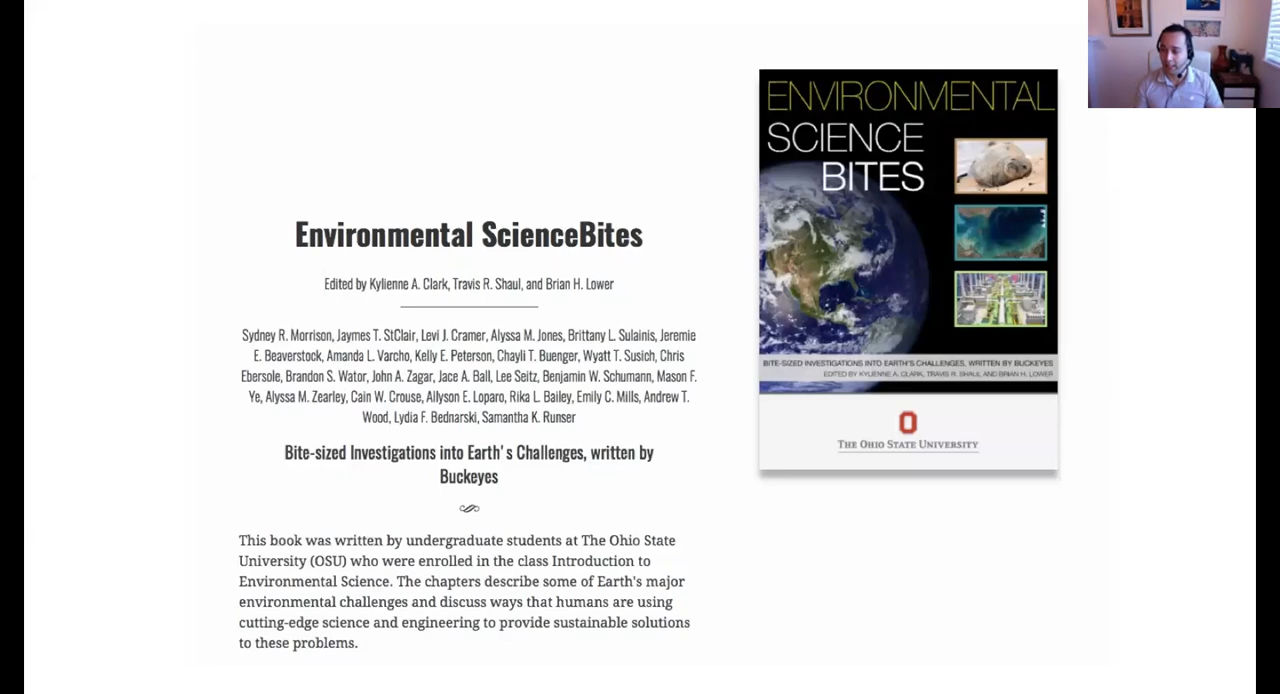 Environmental ScienceBites
Edited by Kylienne A. Clark, Travis R. Shaul, and Brian H. Lower
Sydney R. Morrison, Jaymes T. StClair, Levi J. Cramer, Alyssa M. Jones, Brittany L. Sulainis, Jeremie
E. Beaverstock, Amanda L. Varcho, Kelly E. Peterson, Chayli T. Buenger, Wyatt T. Susich, Chris
Ebersole, Brandon S. Wator, John A. Zagar, Jace A. Ball, Lee Seitz, Benjamin W. Schumann, Mason F.
Ye, Alyssa M. Zearley, Cain W. Crouse, Allyson E. Loparo, Rika L. Bailey, Emily C. Mills, Andrew T.
Wood, Lydia F. Bednarski, Samantha K. Runser
Bite-sized Investigations into Earth's Challenges, written by
Buckeyes
This book was written by undergraduate students at The Ohio State
University (OSU) who were enrolled in the class Introduction to
Environmental Science. The chapters describe some of Earth's major
environmental challenges and discuss ways that humans are using
cutting-edge science and engineering to provide sustainable solutions
to these problems.
ENVIRONMENTAL
SCIENCE
BITES
BITE-SIZED INVESTIGATIONS INTO EARTH'S CHALLENGES, WRITTEN BY BUCKEYES
EDITED BY KYLIENNE A. CLARK, TRAVIS R. SHAUL, AND BRIAN H. LOWER
THE OHIO STATE UNIVERSITY